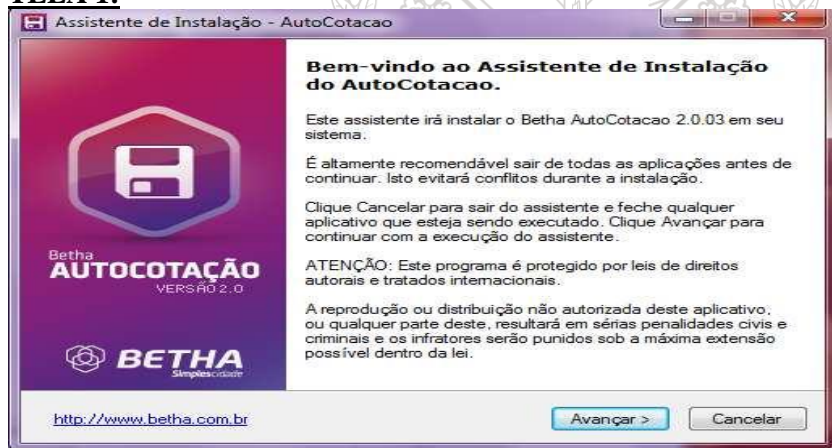 TELA 1:
Assistente de Instalação - AutoCotacao
Bem-vindo ao Assistente de Instalação
do AutoCotacao.
Este assistente irá instalar o Betha AutoCotacao 2.0.03 em seu
sistema.
É altamente recomendável sair de todas as aplicações antes de
continuar. Isto evitará conflitos durante a instalação.
Clique Cancelar para sair do assistente e feche qualquer
aplicativo que esteja sendo executado. Clique Avançar para
continuar com a execução do assistente.
ATENÇÃO: Este programa é protegido por leis de direitos
autorais e tratados internacionais.
A reprodução ou distribuição não autorizada deste aplicativo,
ou qualquer parte deste, resultará em sérias penalidades civis e
criminais e os infratores serão punidos sob a máxima extensão
possível dentro da lei.
Betha
AUTOCOTAÇÃO
VERSÃO 2.0
BETHA
Simplescidade
http://www.betha.com.br
Avançar >
Cancelar